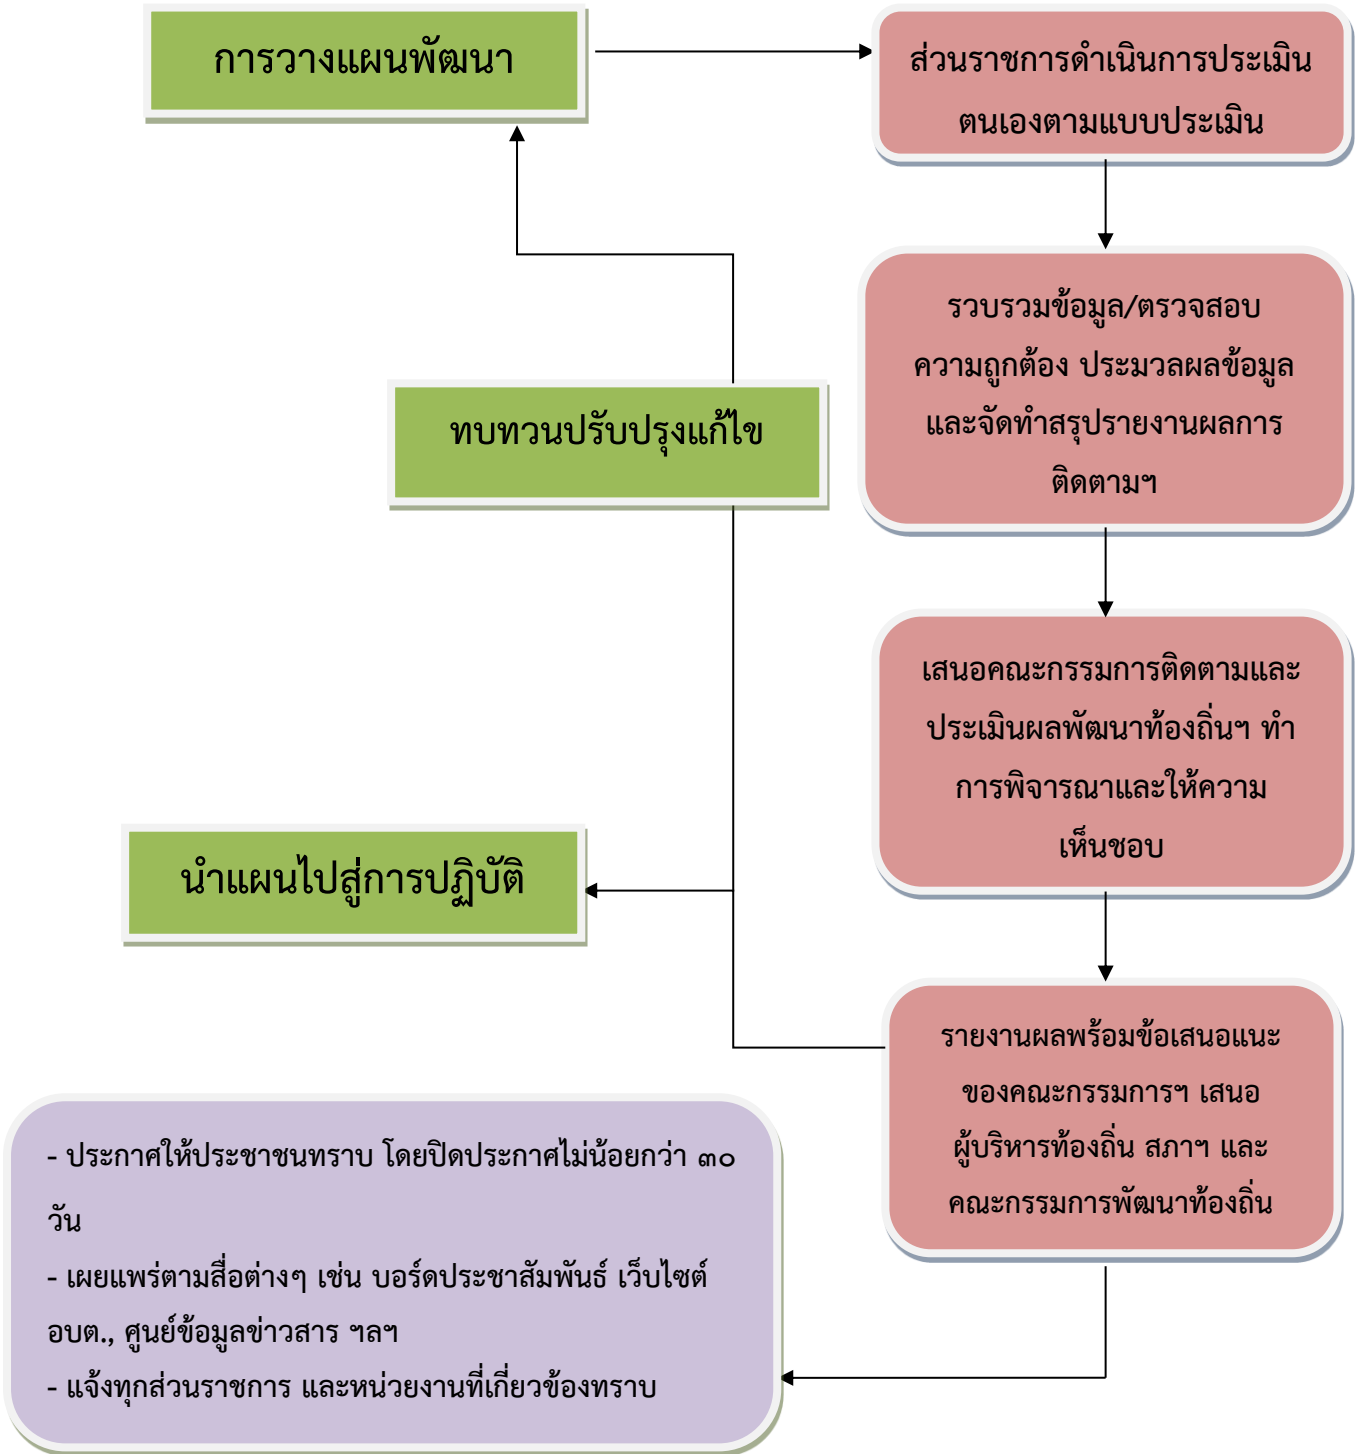 การวางแผนพัฒนา
ส่วนราชการดำเนินการประเมิน
ตนเองตามแบบประเมิน
รวบรวมข้อมูล/ตรวจสอบ
ความถูกต้อง ประมวลผลข้อมูล
และจัดทำสรุปรายงานผลการ
ติดตามฯ
ทบทวนปรับปรุงแก้ไข
เสนอคณะกรรมการติดตามและ
ประเมินผลพัฒนาท้องถิ่นฯ ทำ
การพิจารณาและให้ความ
เห็นชอบ
นำแผนไปสู่การปฏิบัติ
รายงานผลพร้อมข้อเสนอแนะ
ของคณะกรรมการฯ เสนอ
ผู้บริหารท้องถิ่น สภาฯ และ
คณะกรรมการพัฒนาท้องถิ่น
- ประกาศให้ประชาชนทราบ โดยปิดประกาศไม่น้อยกว่า ๓๐
วัน
- เผยแพร่ตามสื่อต่างๆ เช่น บอร์ดประชาสัมพันธ์ เว็บไซต์
อบต., ศูนย์ข้อมูลข่าวสาร ฯลฯ
- แจ้งทุกส่วนราชการ และหน่วยงานที่เกี่ยวข้องทราบ